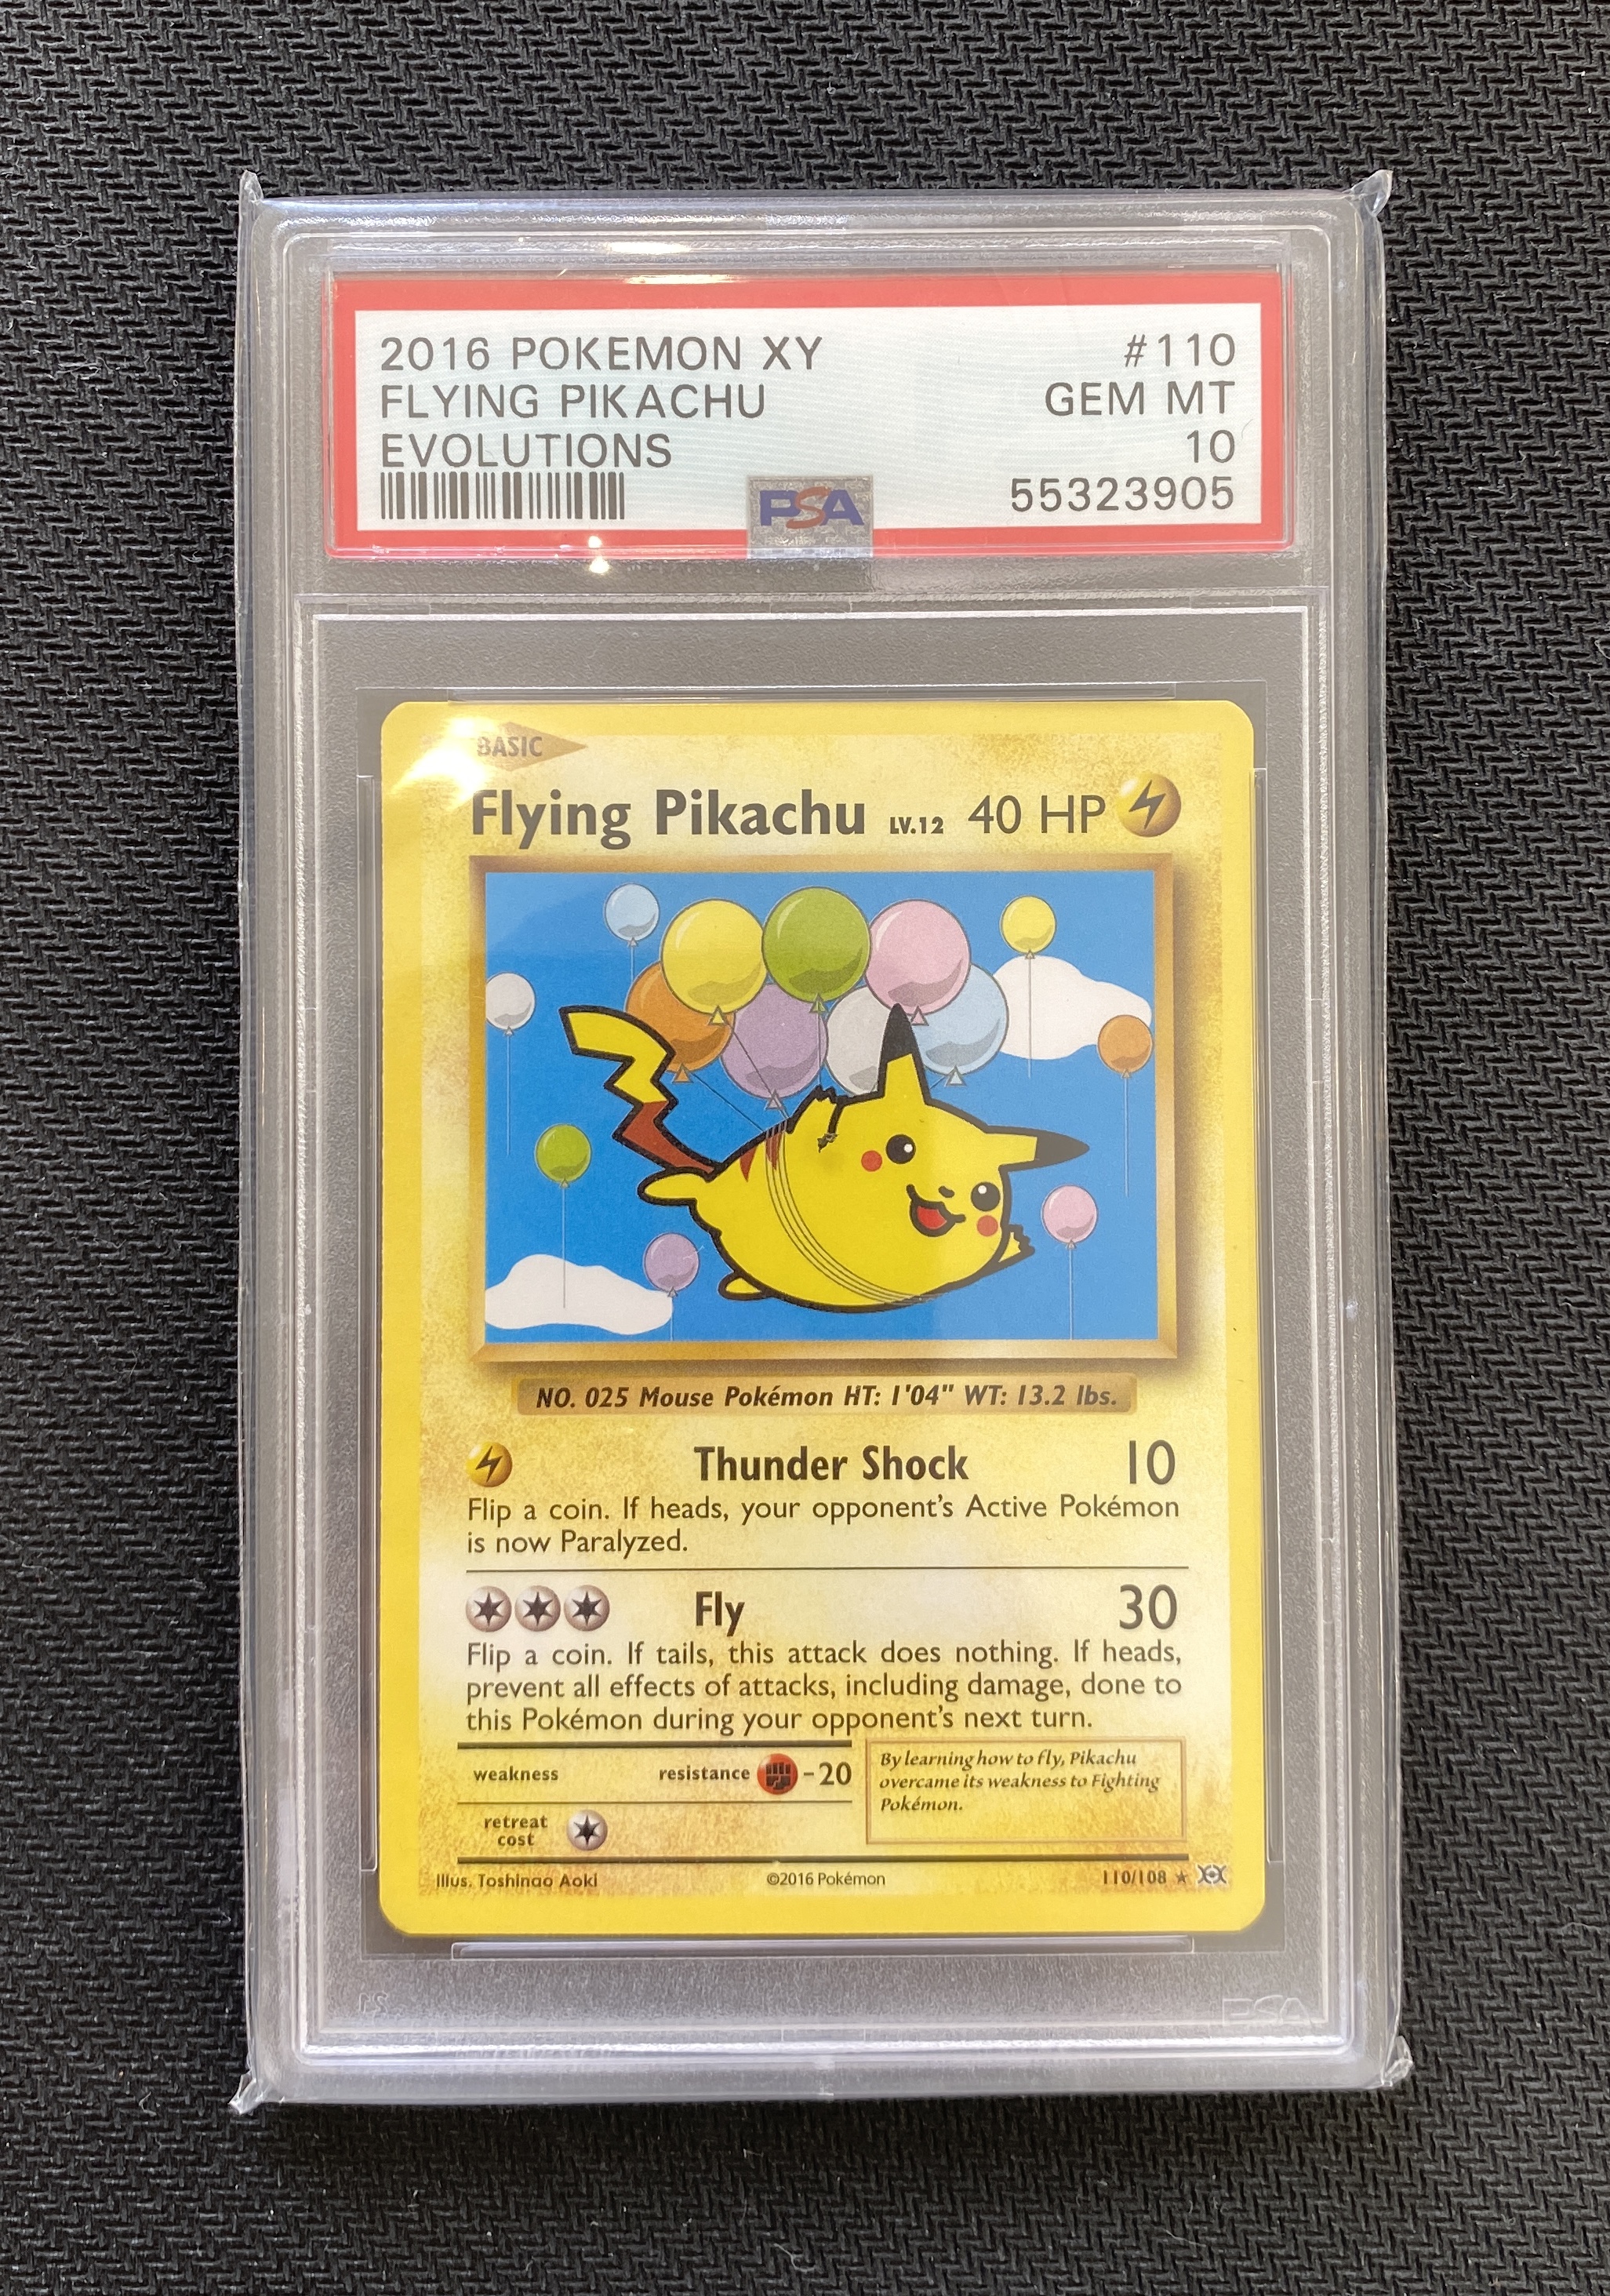 2016 POKEMON XY #110
FLYING PIKACHU GEM MT
EVOLUTIONS 10
PSA 55323905
BASIC
Flying Pikachu LV.12 40 HP
NO. 025 Mouse Pokémon HT: 1'04" WT: 13.2 lbs.
Thunder Shock 10
Flip a coin. If heads, your opponent's Active Pokémon
is now Paralyzed.
Fly 30
Flip a coin. If tails, this attack does nothing. If heads,
prevent all effects of attacks, including damage, done to
this Pokémon during your opponent's next turn.
weakness resistance -20
retreat
cost
By learning how to fly, Pikachu
overcame its weakness to Fighting
Pokémon.
Illus. Toshinao Aoki ©2016 Pokémon 110/108
PSA